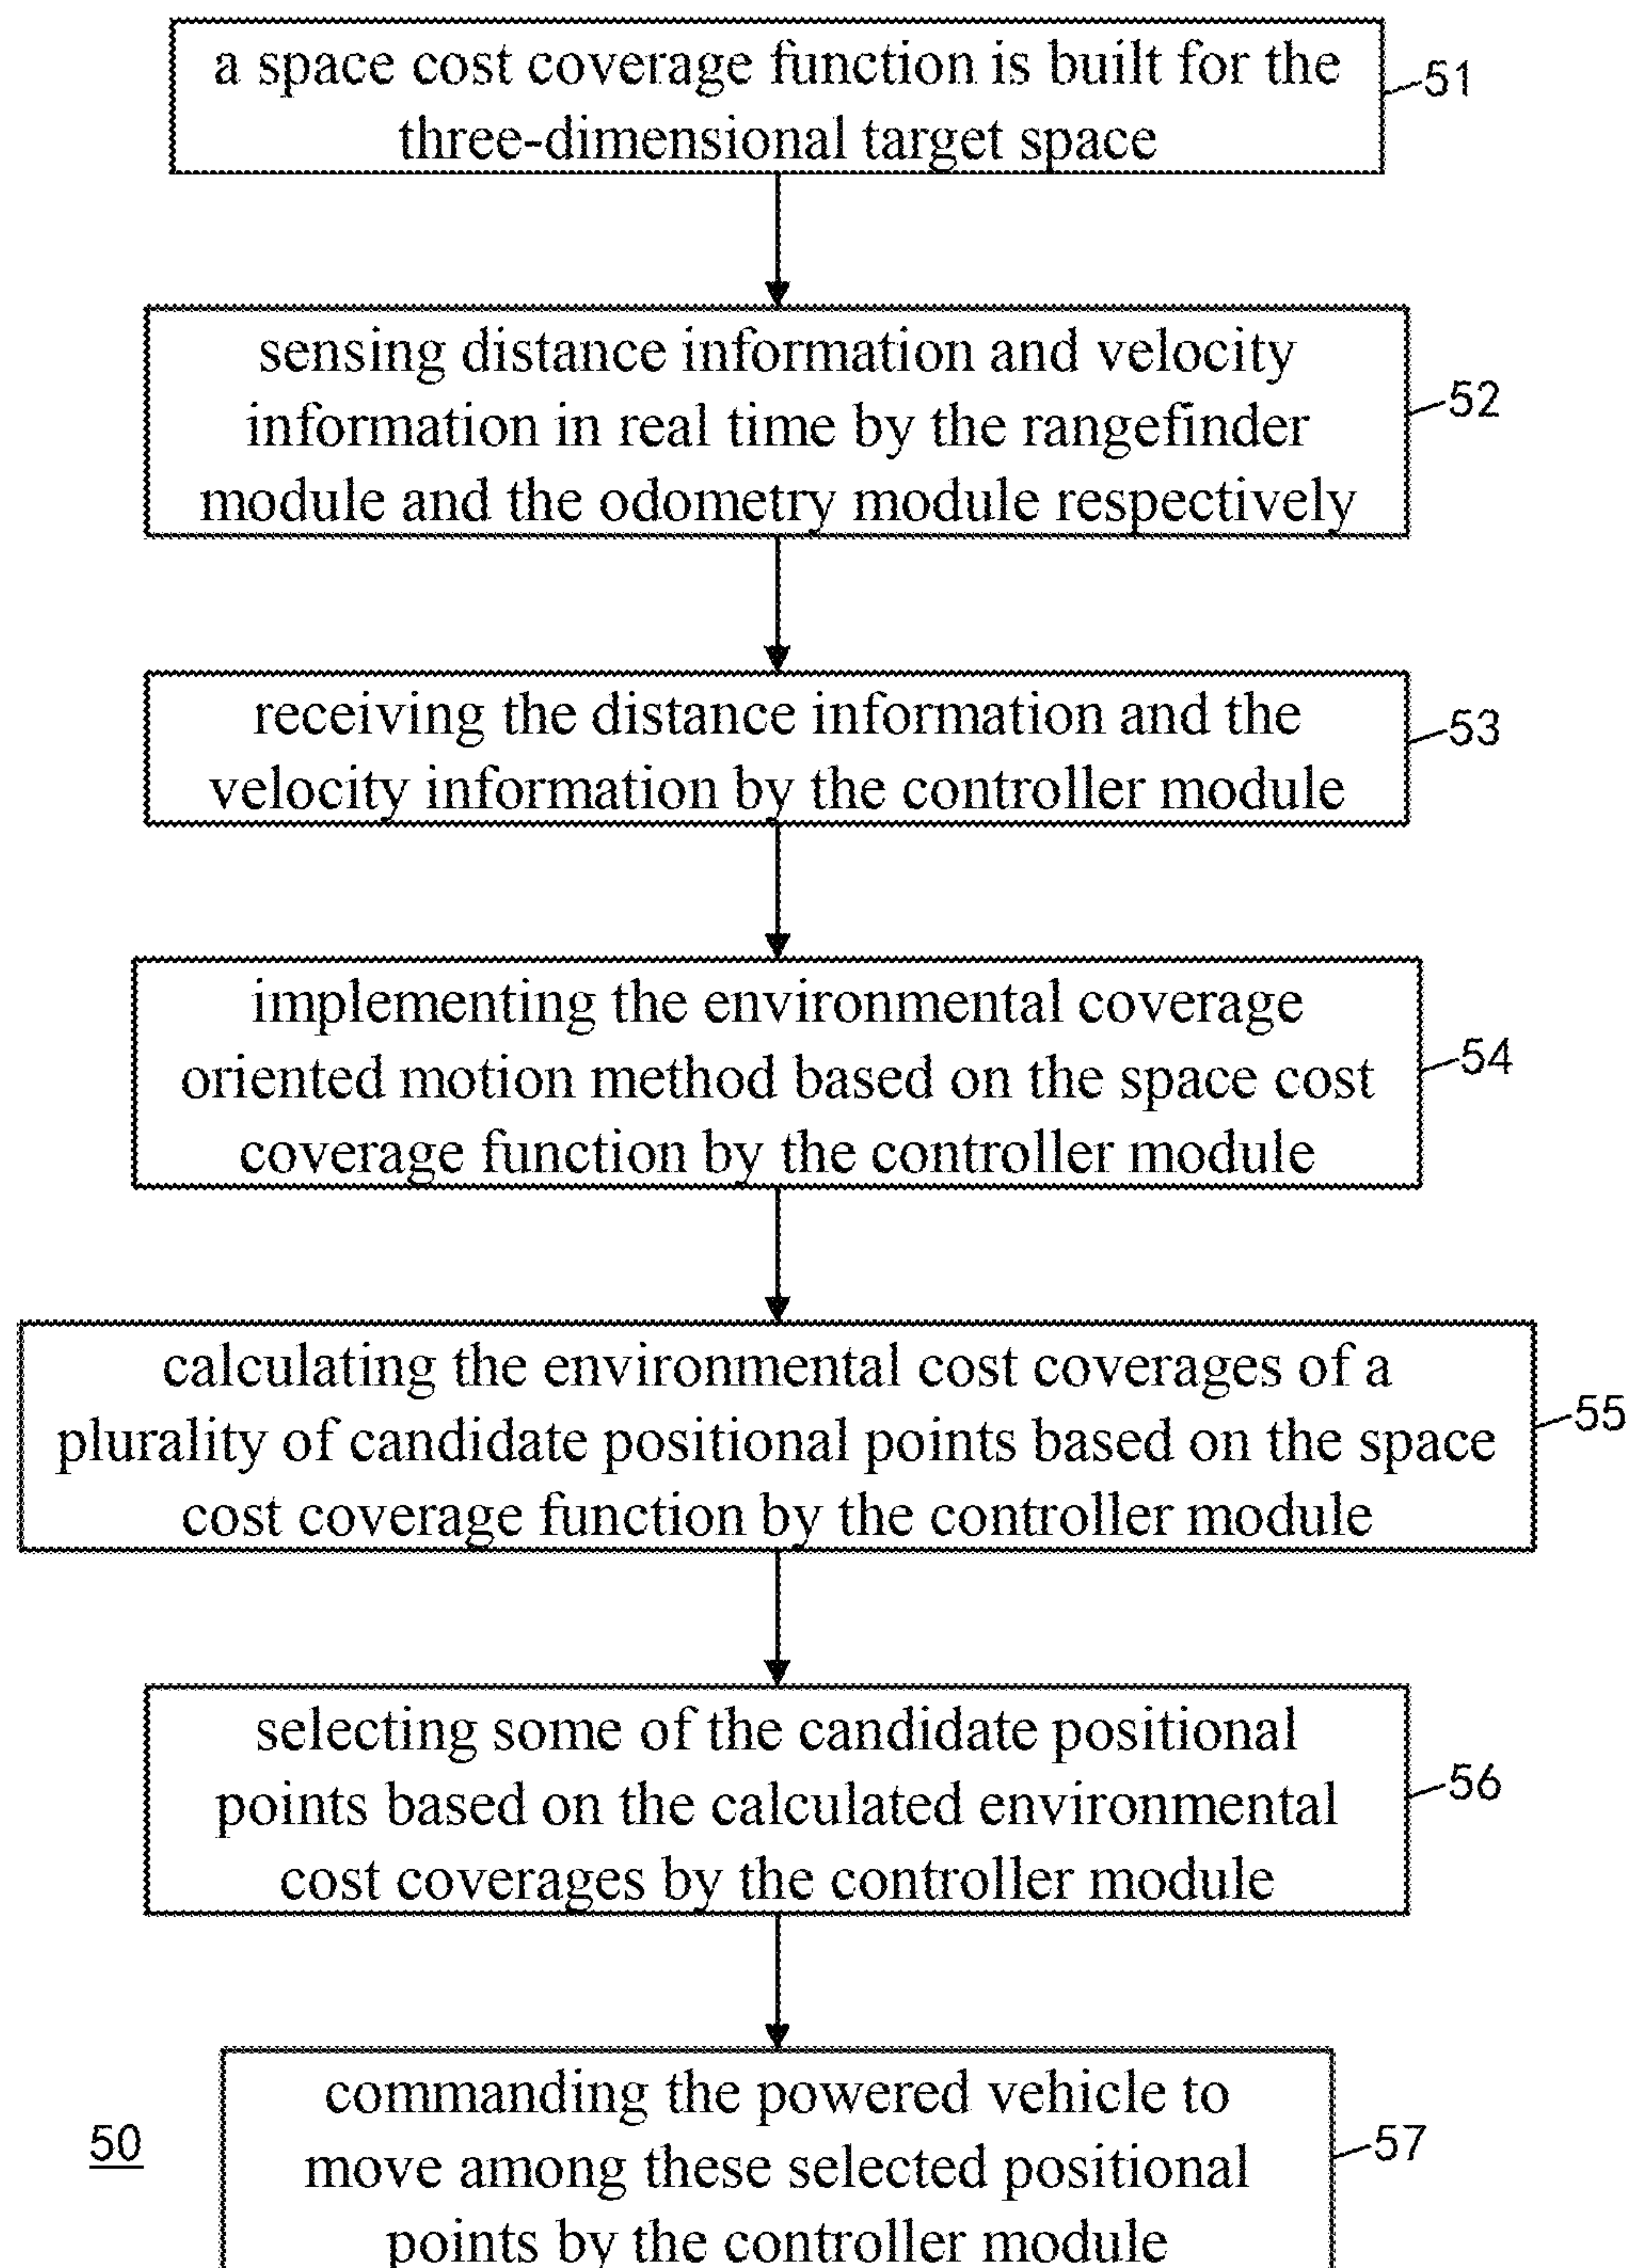 a space cost coverage function is built for the
three-dimensional target space
51
sensing distance information and velocity
information in real time by the rangefinder
module and the odometry module respectively
52
receiving the distance information and the
velocity information by the controller module
53
implementing the environmental coverage
oriented motion method based on the space cost
coverage function by the controller module
54
calculating the environmental cost coverages of a
plurality of candidate positional points based on the space
cost coverage function by the controller module
55
selecting some of the candidate positional
points based on the calculated environmental
cost coverages by the controller module
56
commanding the powered vehicle to
move among these selected positional
points by the controller module
57
50